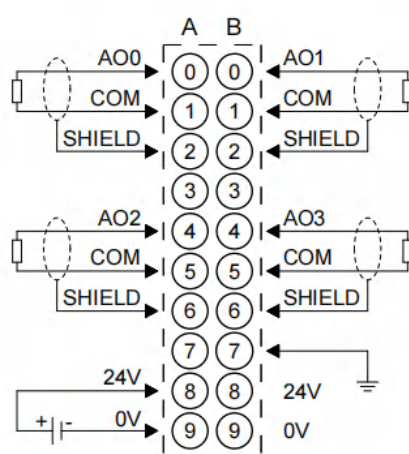 A B
AO0 0 0 AO1
COM 1 1 COM
SHIELD 2 2 SHIELD
3 3
AO2 4 4 AO3
COM 5 5 COM
SHIELD 6 6 SHIELD
7 7
24V 8 8 24V
+ - 0V 9 9 0V